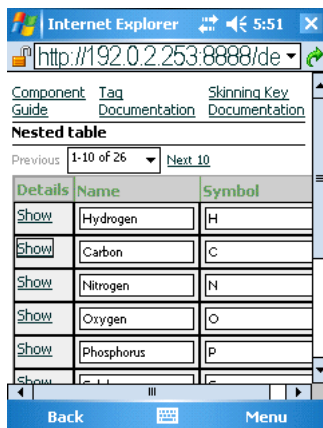 Internet Explorer 5:51
http://192.0.2.253:8888/de
Component Guide
Tag Documentation
Skinning Key Documentation
Nested table
Previous 1-10 of 26 Next 10
Details Name Symbol
Show Hydrogen H
Show Carbon C
Show Nitrogen N
Show Oxygen O
Show Phosphorus P
Show
Back Menu